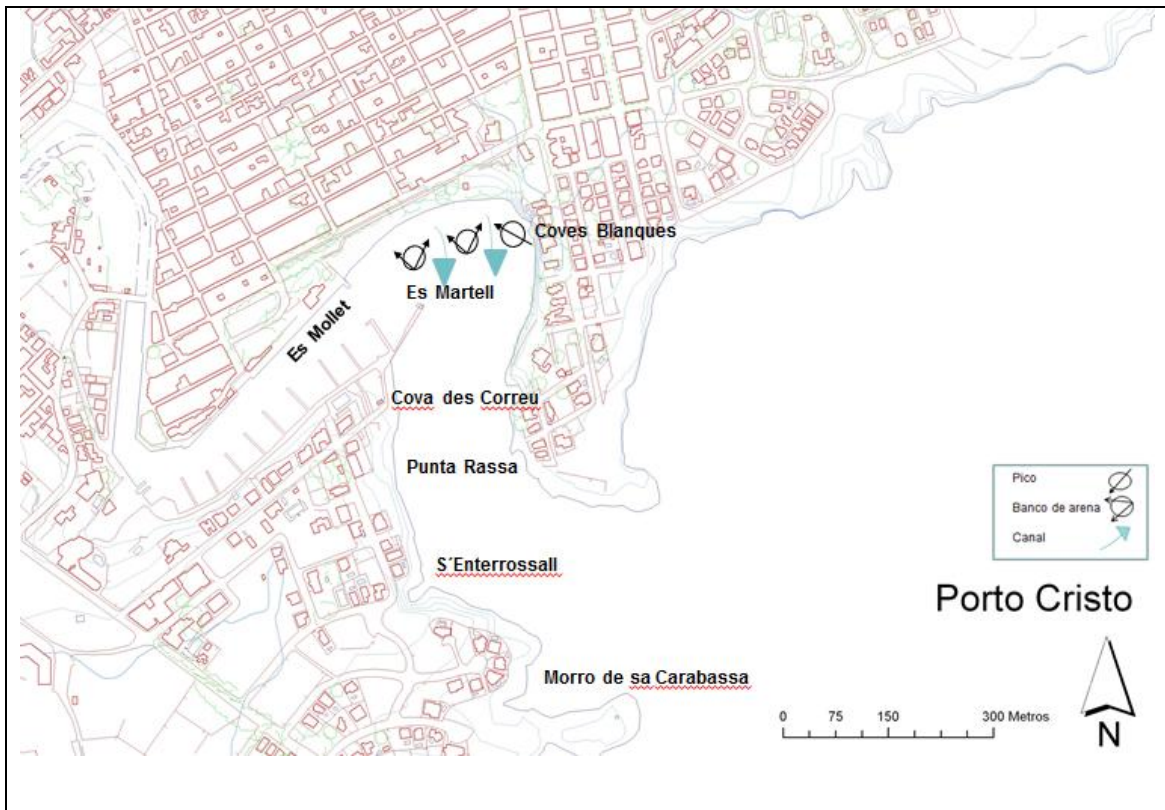 Coves Blanques
Es Martell
Es Mollet
Cova des Correu
Punta Rassa
S´Enterrossall
Morro de sa Carabassa
Pico
Banco de arena
Canal
Porto Cristo
0 75 150 300 Metros
N